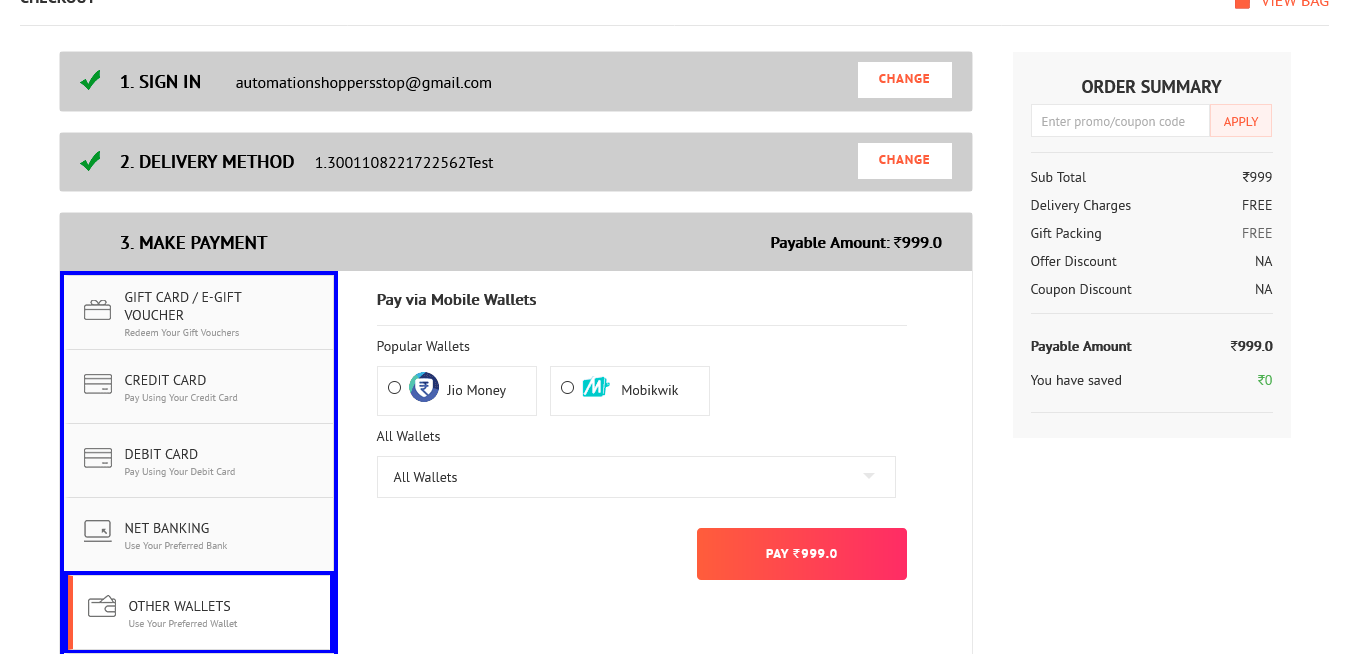 CHECKOUT
VIEW BAG
1. SIGN IN automationshoppersstop@gmail.com CHANGE
2. DELIVERY METHOD 1.3001108221722562Test CHANGE
3. MAKE PAYMENT Payable Amount: ₹999.0
GIFT CARD / E-GIFT
VOUCHER
Redeem Your Gift Vouchers
CREDIT CARD
Pay Using Your Credit Card
DEBIT CARD
Pay Using Your Debit Card
NET BANKING
Use Your Preferred Bank
OTHER WALLETS
Use Your Preferred Wallet
Pay via Mobile Wallets
Popular Wallets
Jio Money Mobikwik
All Wallets
All Wallets
PAY ₹999.0
ORDER SUMMARY
Enter promo/coupon code APPLY
Sub Total ₹999
Delivery Charges FREE
Gift Packing FREE
Offer Discount NA
Coupon Discount NA
Payable Amount ₹999.0
You have saved ₹0